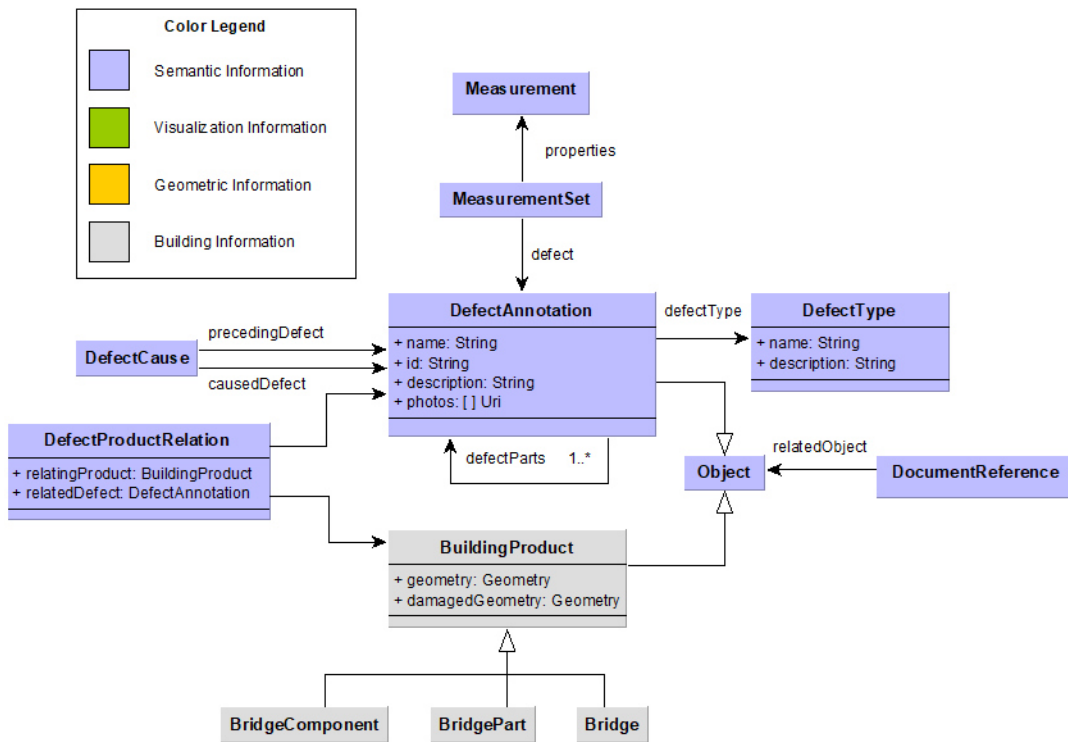 Color Legend
Semantic Information
Visualization Information
Geometric Information
Building Information
Measurement
properties
MeasurementSet
defect
DefectAnnotation
+ name: String
+ id: String
+ description: String
+ photos: [ ] Uri
defectType
DefectType
+ name: String
+ description: String
precedingDefect
DefectCause
causedDefect
DefectProductRelation
+ relatingProduct: BuildingProduct
+ relatedDefect: DefectAnnotation
defectParts 1..*
Object
relatedObject
DocumentReference
BuildingProduct
+ geometry: Geometry
+ damagedGeometry: Geometry
BridgeComponent
BridgePart
Bridge